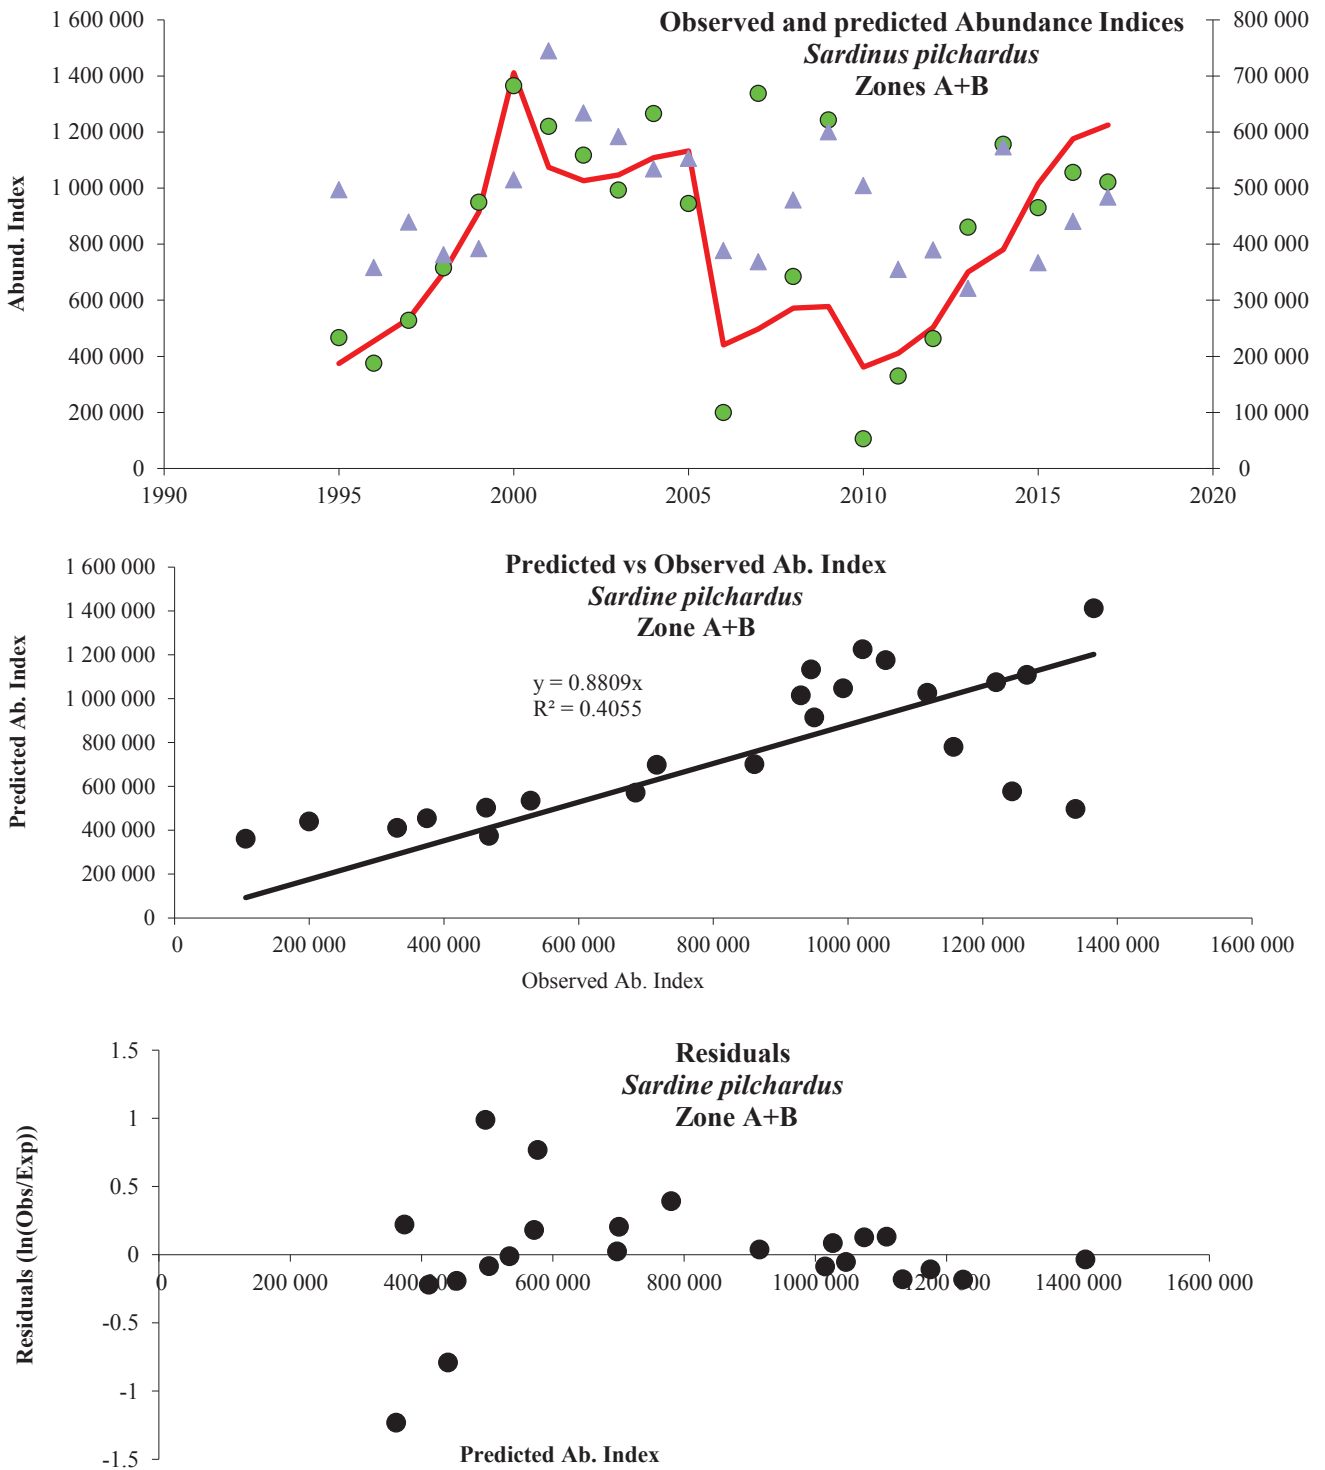 Observed and predicted Abundance Indices
Sardinus pilchardus
Zones A+B
Abund. Index
1 600 000
1 400 000
1 200 000
1 000 000
800 000
600 000
400 000
200 000
0
800 000
700 000
600 000
500 000
400 000
300 000
200 000
100 000
0
1990
1995
2000
2005
2010
2015
2020
Predicted vs Observed Ab. Index
Sardine pilchardus
Zone A+B
y = 0.8809x
R² = 0.4055
Predicted Ab. Index
1 600 000
1 400 000
1 200 000
1 000 000
800 000
600 000
400 000
200 000
0
0
200 000
400 000
600 000
800 000
1000 000
1200 000
1400 000
1600 000
Observed Ab. Index
Residuals
Sardine pilchardus
Zone A+B
Residuals (ln(Obs/Exp))
1.5
1
0.5
0
-0.5
-1
-1.5
0
200 000
400 000
600 000
800 000
1000 000
1200 000
1400 000
1600 000
Predicted Ab. Index